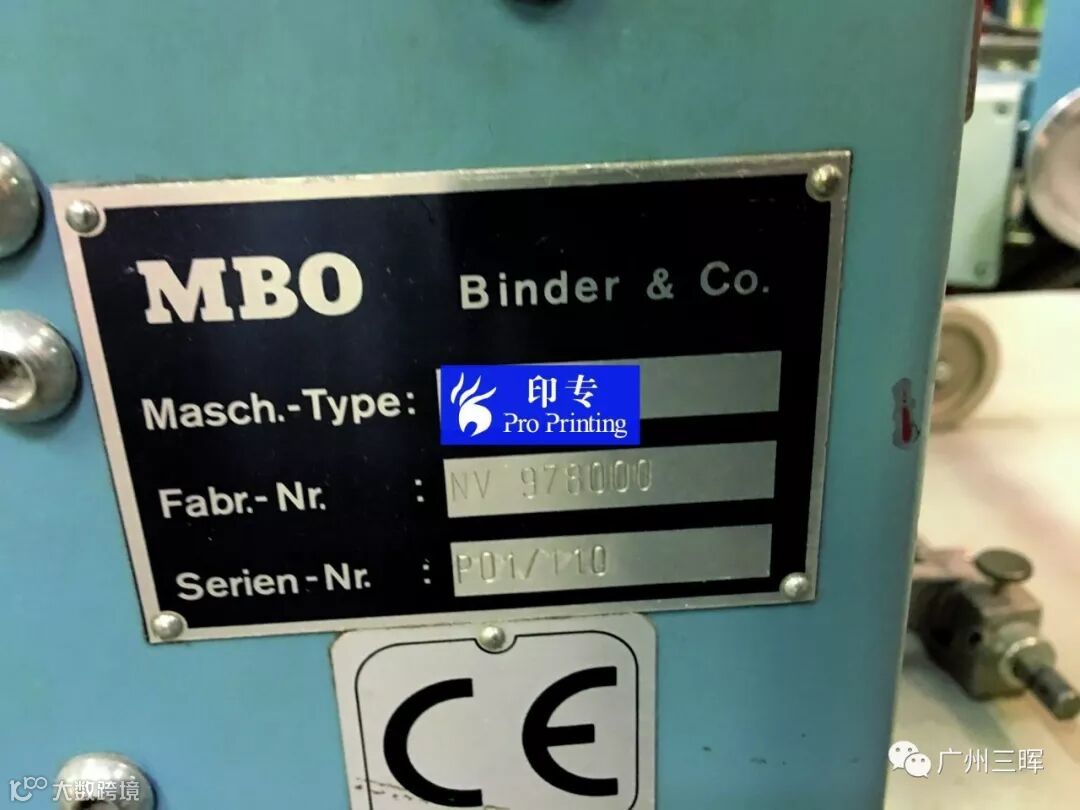 MBO Binder & Co.
Masch.-Type:
印专
Pro Printing
Fabr.-Nr. : NV 978000
Serien-Nr. : P01/110
CE
广州三晖
大数跨境